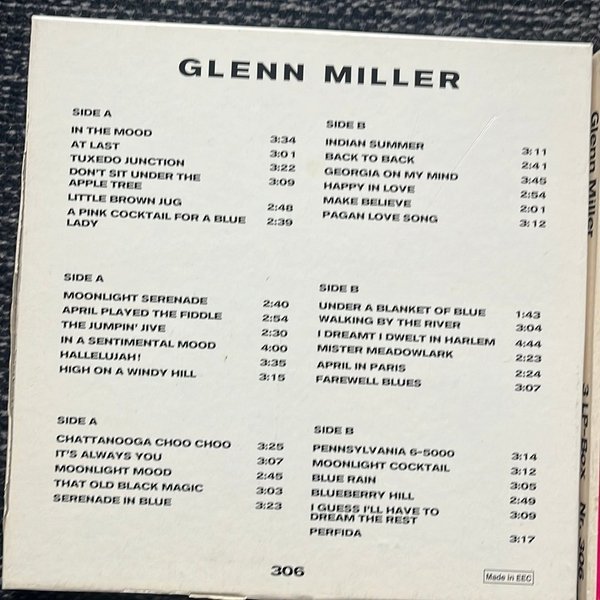 GLENN MILLER
SIDE A
IN THE MOOD 3:34
AT LAST 3:01
TUXEDO JUNCTION 3:22
DON'T SIT UNDER THE
APPLE TREE 3:09
LITTLE BROWN JUG 2:48
A PINK COCKTAIL FOR A BLUE
LADY 2:39
SIDE B
INDIAN SUMMER 3:11
BACK TO BACK 2:41
GEORGIA ON MY MIND 3:45
HAPPY IN LOVE 2:54
MAKE BELIEVE 2:01
PAGAN LOVE SONG 3:12
SIDE A
MOONLIGHT SERENADE 2:40
APRIL PLAYED THE FIDDLE 2:54
THE JUMPIN' JIVE 2:30
IN A SENTIMENTAL MOOD 4:00
HALLELUJAH! 3:35
HIGH ON A WINDY HILL 3:15
SIDE B
UNDER A BLANKET OF BLUE 1:43
WALKING BY THE RIVER 3:04
I DREAMT I DWELT IN HARLEM 4:44
MISTER MEADOWLARK 2:23
APRIL IN PARIS 2:24
FAREWELL BLUES 3:07
SIDE A
CHATTANOOGA CHOO CHOO 3:25
IT'S ALWAYS YOU 3:07
MOONLIGHT MOOD 2:45
THAT OLD BLACK MAGIC 3:03
SERENADE IN BLUE 3:23
SIDE B
PENNSYLVANIA 6-5000 3:14
MOONLIGHT COCKTAIL 3:12
BLUE RAIN 3:05
BLUEBERRY HILL 2:49
I GUESS I'LL HAVE TO
DREAM THE REST 3:09
PERFIDA 3:17
306
Made in EEC
Glenn Miller
3 LP-Box Nr. 306